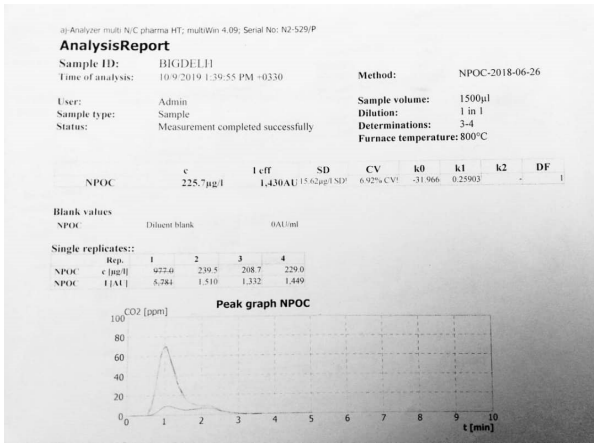 a)-Analyzer multi N/C pharma HT; multiWin 4.09; Serial No: N2-529/P
AnalysisReport
Sample ID: BIGDELH
Time of analysis: 10/9/2019 1:39:55 PM +0330
Method: NPOC-2018-06-26
User: Admin
Sample volume: 1500µl
Sample type: Sample
Dilution: 1 in 1
Status: Measurement completed successfully
Determinations: 3-4
Furnace temperature: 800°C
c I eff SD CV k0 k1 k2 DF
NPOC 225.7µg/l 1,430AU 15.62µg/l SD! 6.92% CV! -31.966 0.25903 - 1
Blank values
NPOC Diluent blank 0AU/ml
Single replicates::
Rep. 1 2 3 4
NPOC c [µg/l] 977.0 239.5 208.7 229.0
NPOC I [AU] 5,781 1,510 1,332 1,449
Peak graph NPOC
CO2 [ppm]
100
80
60
40
20
0
0 1 2 3 4 5 6 7 8 9 10
t [min]